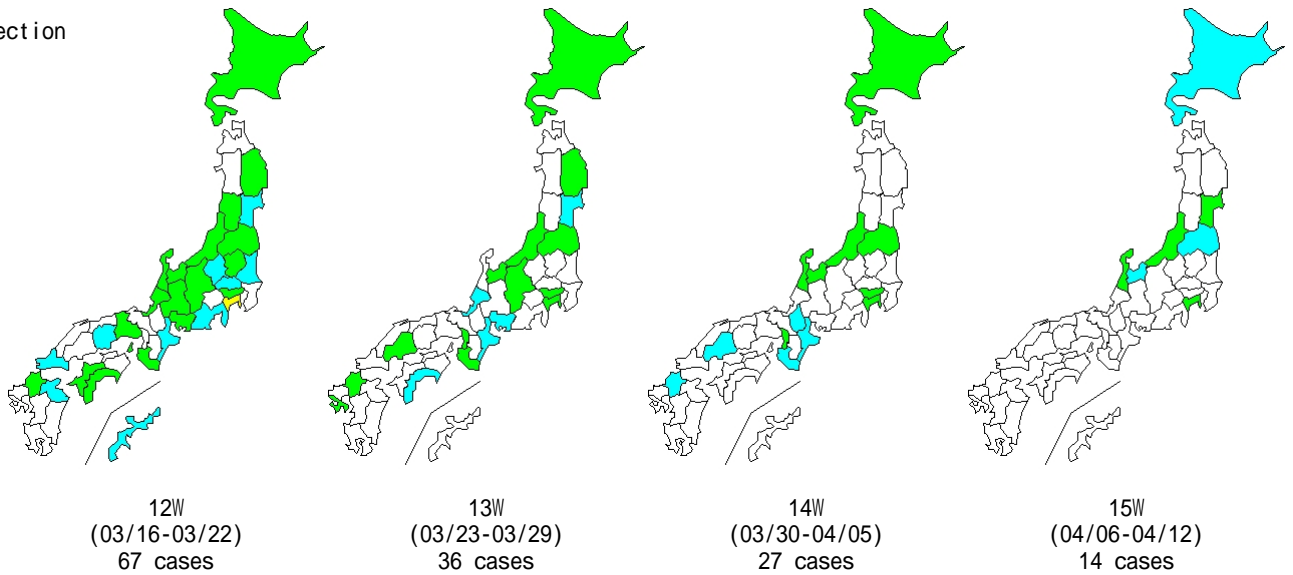 ection
12W
(03/16-03/22)
67 cases
13W
(03/23-03/29)
36 cases
14W
(03/30-04/05)
27 cases
15W
(04/06-04/12)
14 cases